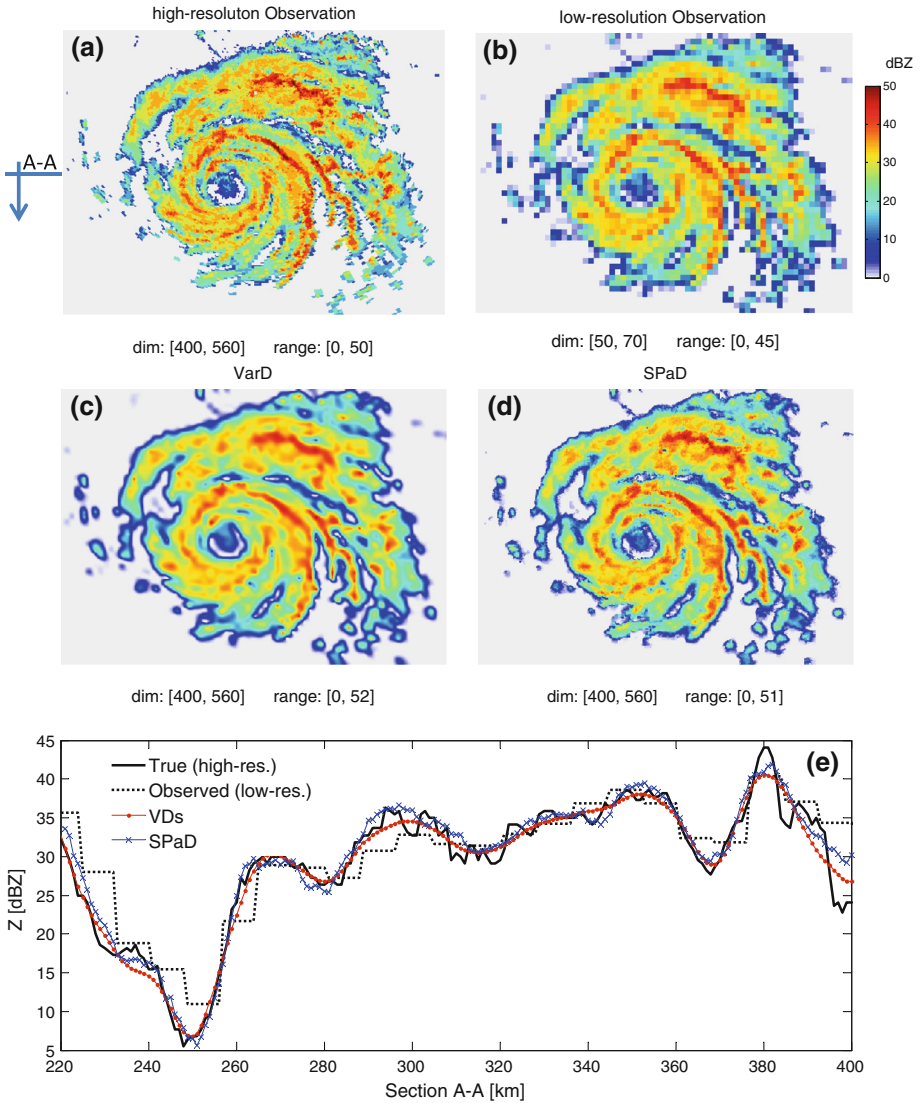 high-resoluton Observation
low-resolution Observation
(a)
(b)
dBZ
50
40
30
20
10
0
A-A
dim: [400, 560] range: [0, 50]
dim: [50, 70] range: [0, 45]
VarD
SPaD
(c)
(d)
dim: [400, 560] range: [0, 52]
dim: [400, 560] range: [0, 51]
(e)
True (high-res.)
Observed (low-res.)
VDs
SPaD
Z [dBZ]
45
40
35
30
25
20
15
10
5
220 240 260 280 300 320 340 360 380 400
Section A-A [km]